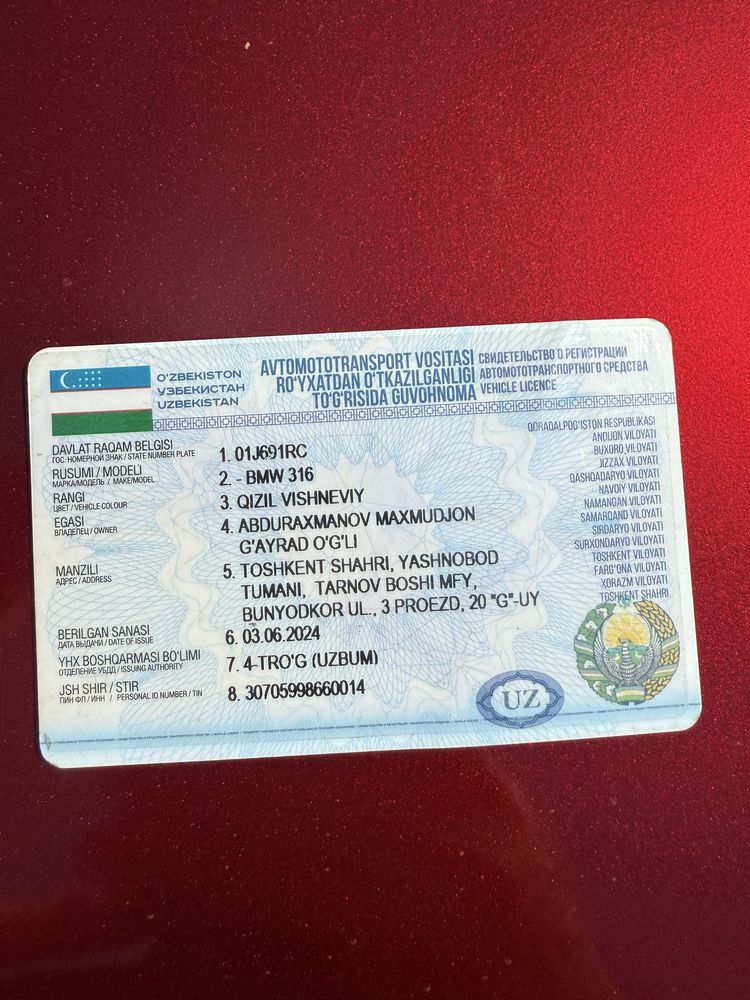 O'ZBEKISTON
ЎЗБЕКИСТАН
UZBEKISTAN
AVTOMOTOTRANSPORT VOSITASI
RO'YXATDAN O'TKAZILGANLIGI
TO'G'RISIDA GUVOHNOMA
СВИДЕТЕЛЬСТВО О РЕГИСТРАЦИИ
АВТОМОТОТРАНСПОРТНОГО СРЕДСТВА
VEHICLE LICENCE
DAVLAT RAQAM BELGISI
ГОС. НОМЕРНОЙ ЗНАК / STATE NUMBER PLATE
1. 01J691RC
RUSUMI / MODELI
МАРКА/МОДЕЛЬ / MAKE/MODEL
2. - BMW 316
RANGI
ЦВЕТ / VEHICLE COLOUR
3. QIZIL VISHNEVIY
EGASI
ВЛАДЕЛЕЦ / OWNER
4. ABDURAXMANOV MAXMUDJON
G'AYRAD O'G'LI
MANZILI
АДРЕС / ADDRESS
5. TOSHKENT SHAHRI, YASHNOBOD
TUMANI, TARNOV BOSHI MFY,
BUNYODKOR UL., 3 PROEZD, 20 "G"-UY
BERILGAN SANASI
ДАТА ВЫДАЧИ / DATE OF ISSUE
6. 03.06.2024
YHX BOSHQARMASI BO'LIMI
ОТДЕЛЕНИЕ УБДД / ISSUING AUTHORITY
7. 4-TRO'G (UZBUM)
JSH SHIR / STIR
ПИН ФЛ / ИНН / PERSONAL ID NUMBER / TIN
8. 30705998660014
QORAQALPOG'ISTON RESPUBLIKASI
ANDIJON VILOYATI
BUXORO VILOYATI
JIZZAX VILOYATI
QASHQADARYO VILOYATI
NAVOIY VILOYATI
NAMANGAN VILOYATI
SAMARQAND VILOYATI
SIRDARYO VILOYATI
SURXONDARYO VILOYATI
TOSHKENT VILOYATI
FARG'ONA VILOYATI
XORAZM VILOYATI
TOSHKENT SHAHRI
UZ